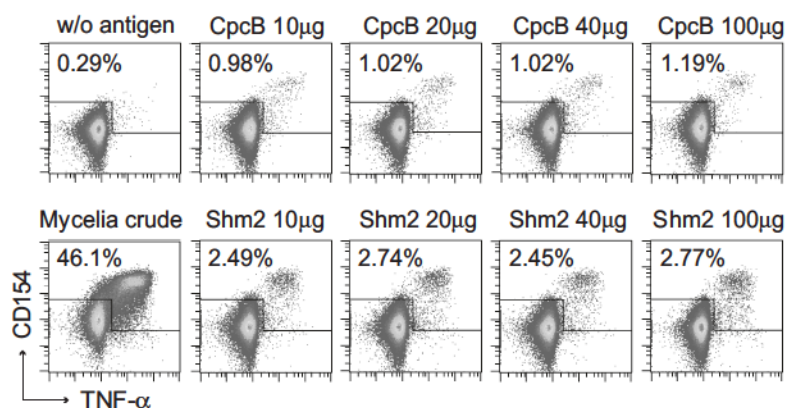 w/o antigen CpcB 10µg CpcB 20µg CpcB 40µg CpcB 100µg
0.29% 0.98% 1.02% 1.02% 1.19%
Mycelia crude Shm2 10µg Shm2 20µg Shm2 40µg Shm2 100µg
46.1% 2.49% 2.74% 2.45% 2.77%
CD154
TNF-α